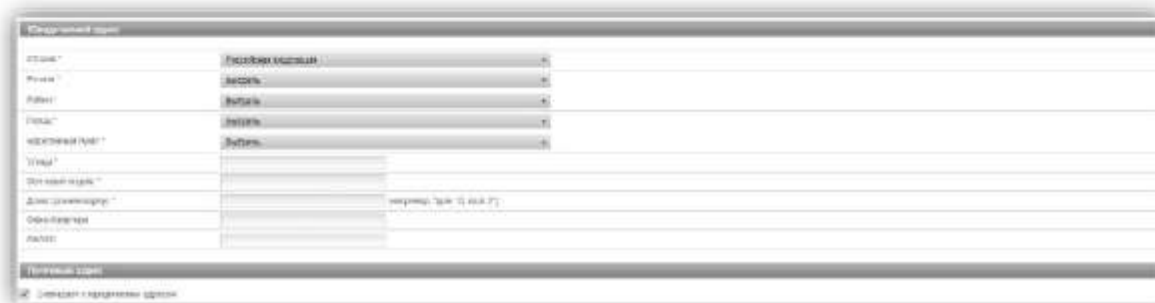 Юридический адрес
Страна *
Российская Федерация
Регион *
Выбрать
Район *
Выбрать
Город *
Выбрать
Населенный пункт *
Выбрать
Улица *
Почтовый индекс *
Офис/Квартира
Почтовый адрес
Совпадает с юридическим адресом